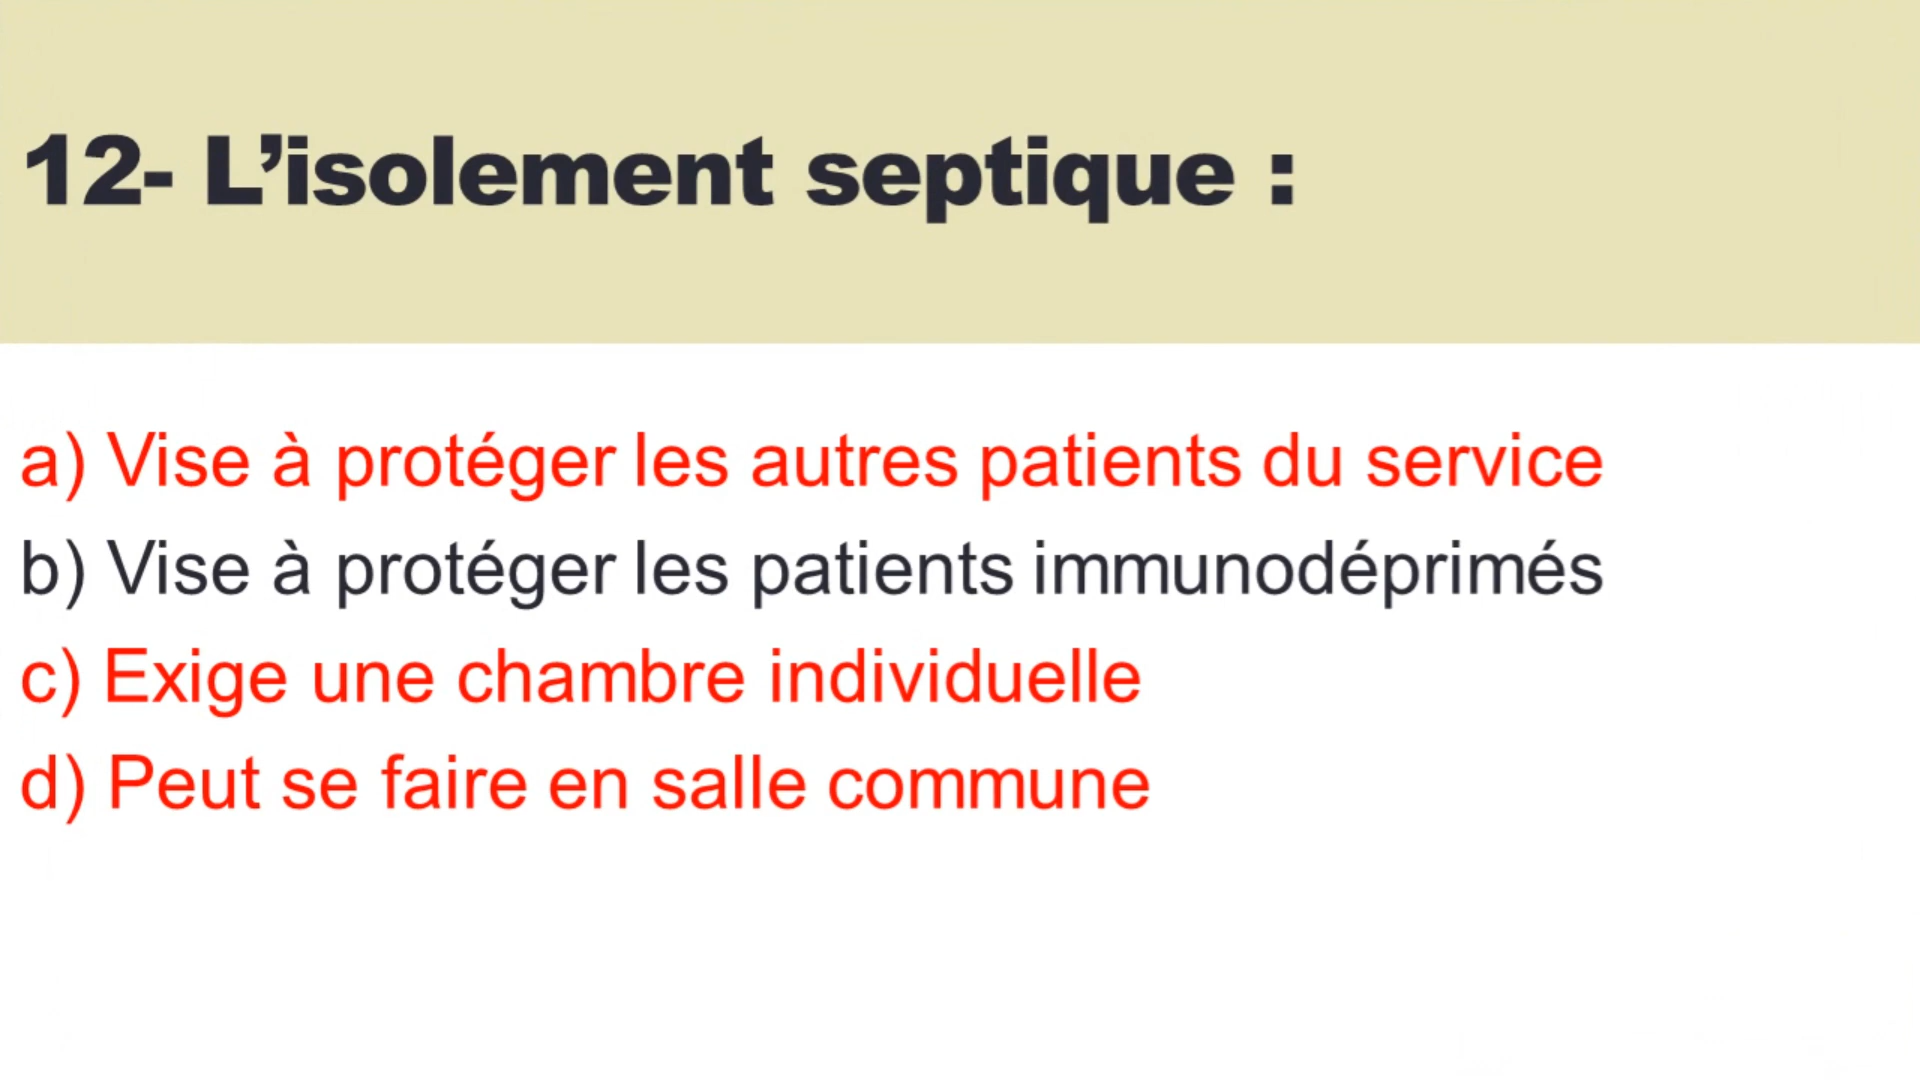 12- L’isolement septique :
a) Vise à protéger les autres patients du service
b) Vise à protéger les patients immunodéprimés
c) Exige une chambre individuelle
d) Peut se faire en salle commune